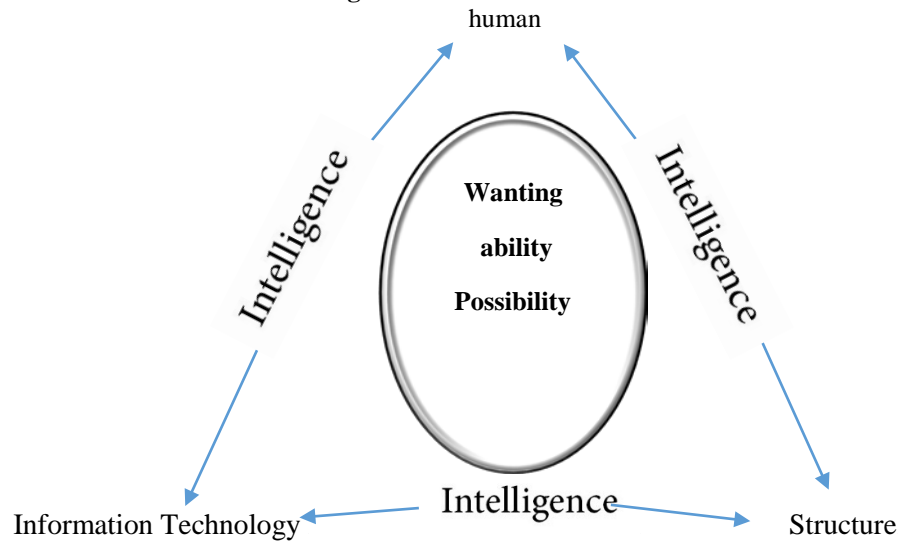 human
Intelligence
Intelligence
Wanting
ability
Possibility
Intelligence
Information Technology
Structure